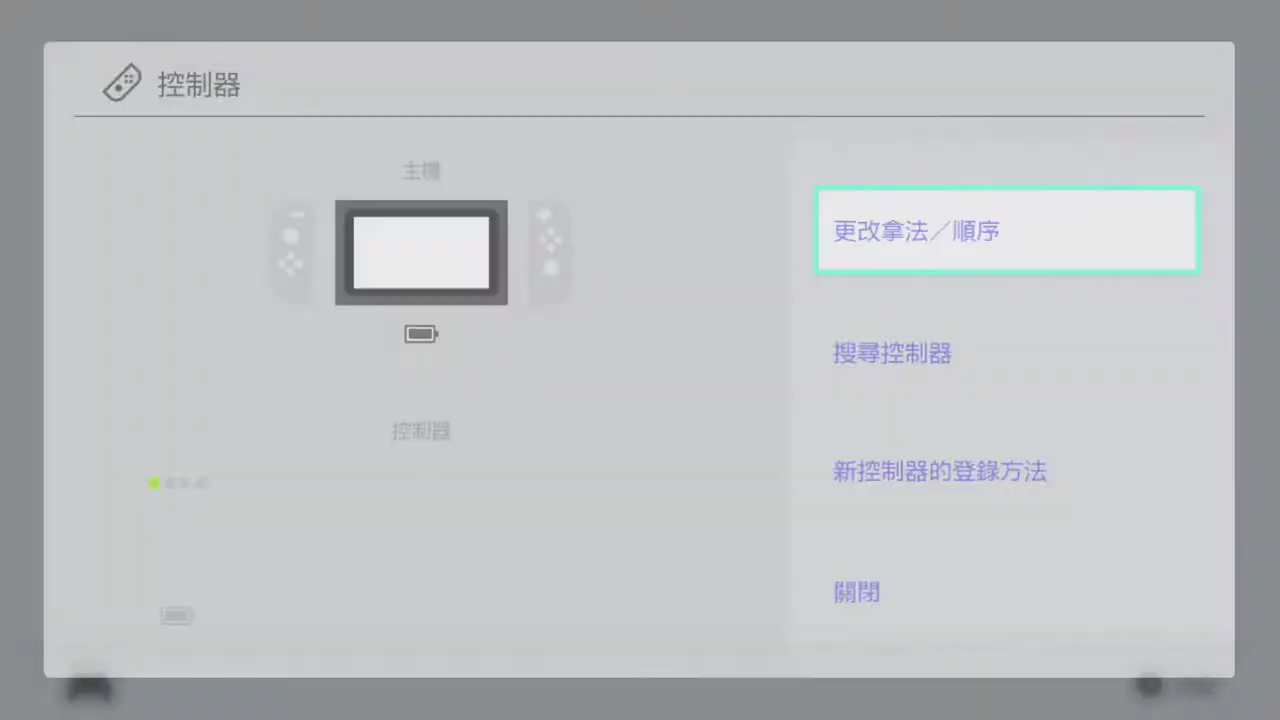 控制器
主機
更改拿法／順序
搜尋控制器
控制器
新控制器的登錄方法
關閉